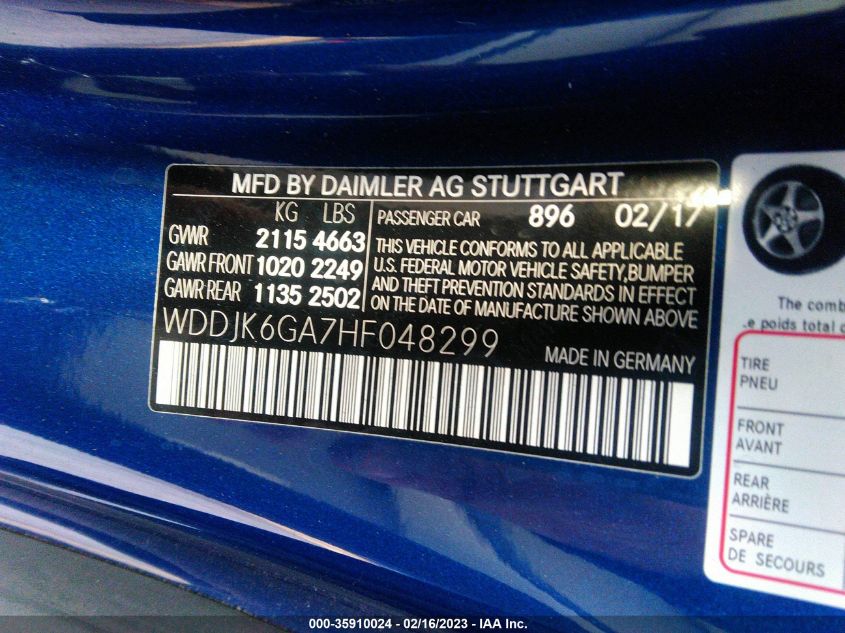 MFD BY DAIMLER AG STUTTGART
KG LBS
GVWR 2115 4663
GAWR FRONT 1020 2249
GAWR REAR 1135 2502
PASSENGER CAR 896 02/17
THIS VEHICLE CONFORMS TO ALL APPLICABLE
U.S. FEDERAL MOTOR VEHICLE SAFETY,BUMPER
AND THEFT PREVENTION STANDARDS IN EFFECT
ON THE DATE OF MANUFACTURE SHOWN ABOVE
WDDJK6GA7HF048299
MADE IN GERMANY
The comb
.e poids total c
TIRE
PNEU
FRONT
AVANT
REAR
ARRIÈRE
SPARE
DE SECOURS
000-35910024 - 02/16/2023 - IAA Inc.